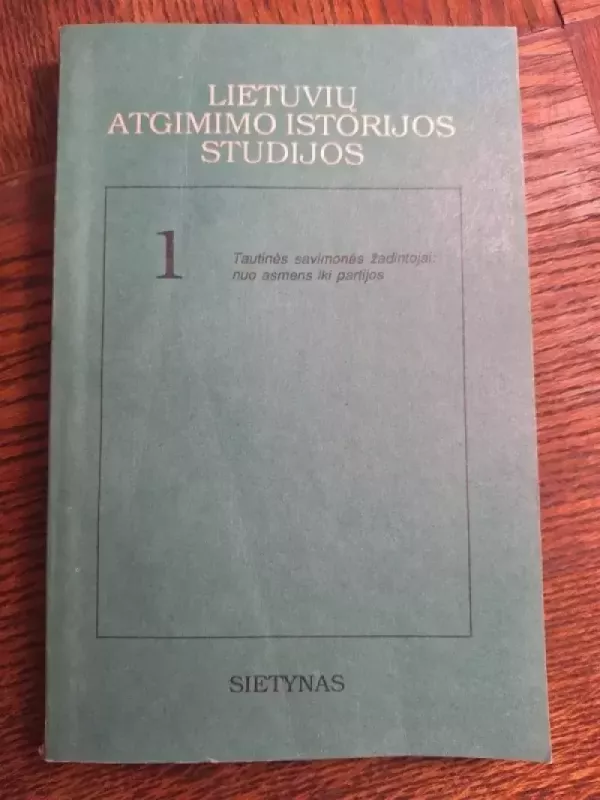 LIETUVIŲ
ATGIMIMO ISTORIJOS
STUDIJOS
1
Tautinės savimonės žadintojai:
nuo asmens iki partijos
SIETYNAS